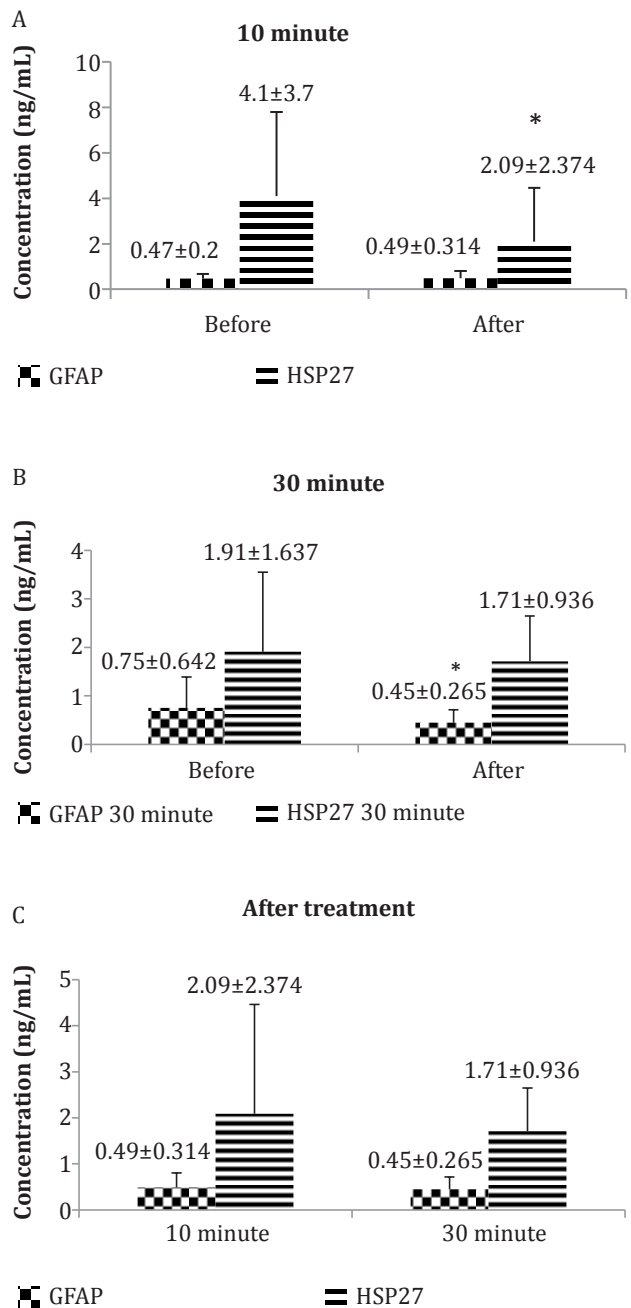 A
10 minute
Concentration (ng/mL)
10
8
6
4
2
0
4.1±3.7
*
2.09±2.374
0.47±0.2
0.49±0.314
Before
After
GFAP
HSP27
B
30 minute
Concentration (ng/mL)
4
3
2
1
0
1.91±1.637
1.71±0.936
0.75±0.642
*
0.45±0.265
Before
After
GFAP 30 minute
HSP27 30 minute
C
After treatment
Concentration (ng/mL)
5
4
3
2
1
0
2.09±2.374
1.71±0.936
0.49±0.314
0.45±0.265
10 minute
30 minute
GFAP
HSP27